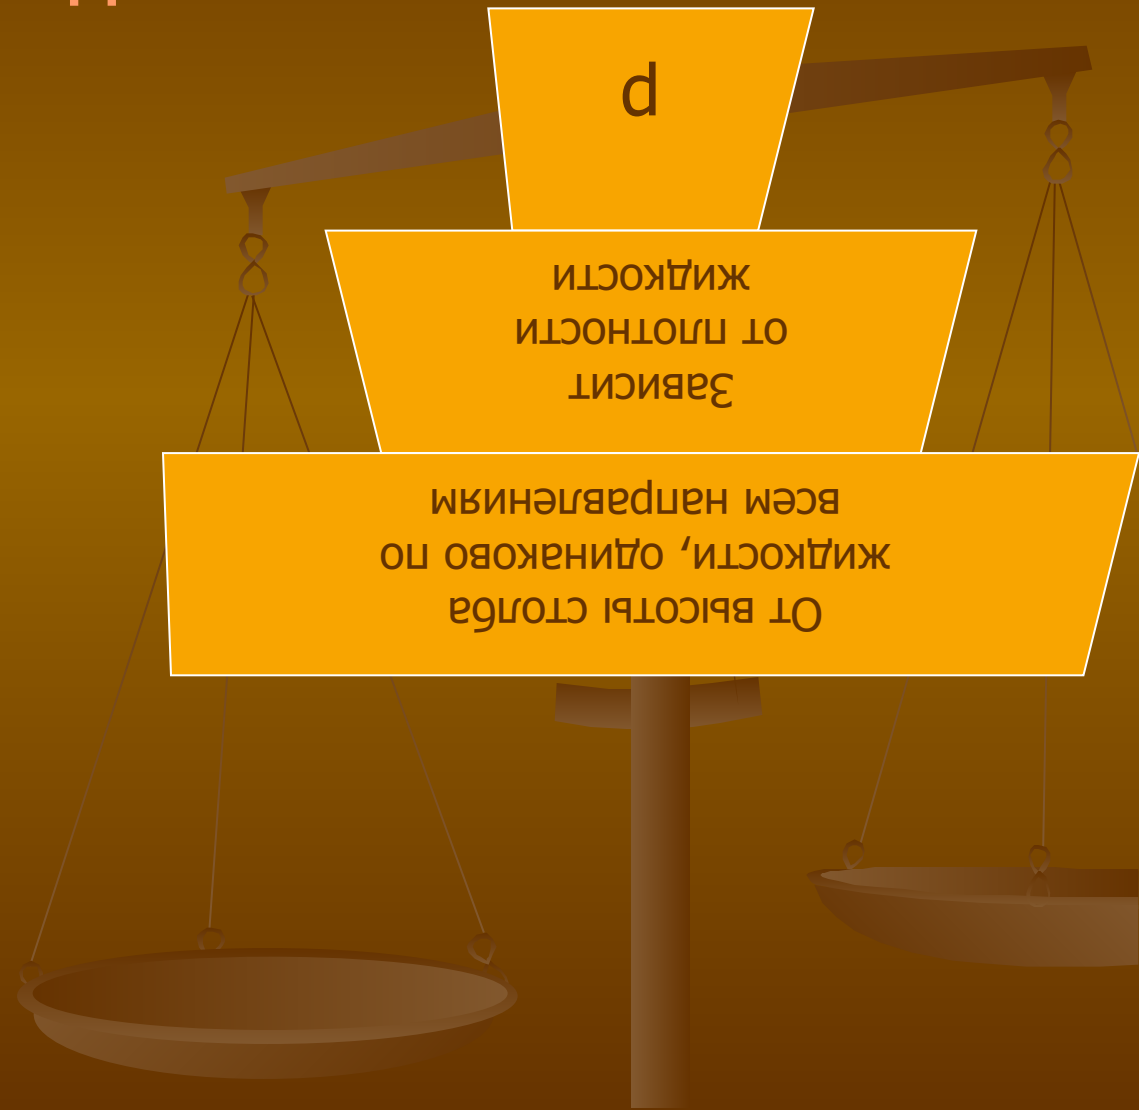 p
Зависит
от плотности
жидкости
От высоты столба
жидкости, одинаково по
всем направлениям